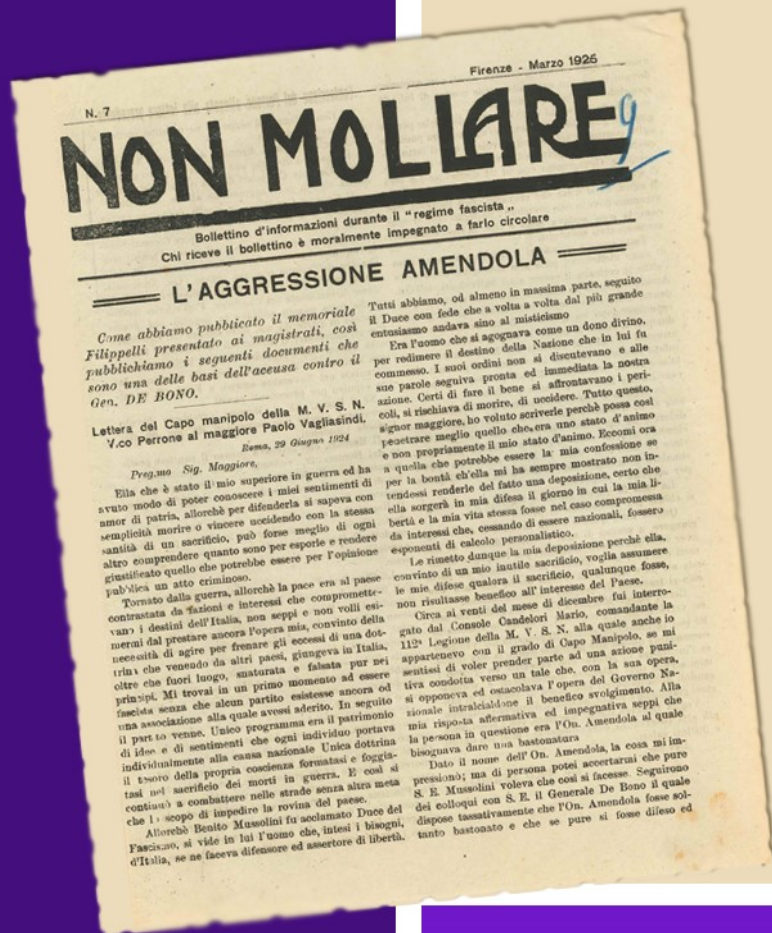 N. 7
Firenze - Marzo 1925
NON MOLLARE
9
Bollettino d'informazioni durante il "regime fascista„
Chi riceve il bollettino è moralmente impegnato a farlo circolare
L'AGGRESSIONE AMENDOLA
Come abbiamo pubblicato il memoriale
Filippelli presentato ai magistrati, così
pubblichiamo i seguenti documenti che
sono una delle basi dell'accusa contro il
Gen. DE BONO.
Lettera del Capo manipolo della M. V. S. N.
V.co Perrone al maggiore Paolo Vagliasindi.
Roma, 29 Giugno 1924
Preg.mo Sig. Maggiore,
Ella che è stato il mio superiore in guerra ed ha
avuto modo di poter conoscere i miei sentimenti di
amor di patria, allorchè per difenderla si sapeva con
semplicità morire o vincere uccidendo con la stessa
santità di un sacrificio, può forse meglio di ogni
altro comprendere quanto sono per esporle e rendere
giustificato quello che potrebbe essere per l'opinione
pubblica un atto criminoso.
Tornato dalla guerra, allorchè la pace era al paese
contrastata da fazioni e interessi che compromette-
vano i destini dell'Italia, non seppi e non volli esi-
mermi dal prestare ancora l'opera mia, convinto della
necessità di agire per frenare gli eccessi di una dot-
trina che venendo da altri paesi, giungeva in Italia,
oltre che fuori luogo, snaturata e falsata pur nei
principi. Mi trovai in un primo momento ad essere
fascista senza che alcun partito esistesse ancora od
una associazione alla quale avessi aderito. In seguito
il partito venne. Unico programma era il patrimonio
di idee e di sentimenti che ogni individuo portava
individualmente alla causa nazionale Unica dottrina
il tesoro della propria coscienza formatasi e foggia-
tasi nel sacrificio dei morti in guerra. E così si
continuò a combattere nelle strade senza altra meta
che lo scopo di impedire la rovina del paese.
Allorchè Benito Mussolini fu acclamato Duce del
Fascismo, si vide in lui l'uomo che, intesi i bisogni,
d'Italia, se ne faceva difensore ed assertore di libertà.
Tutti abbiamo, od almeno in massima parte, seguito
il Duce con fede che a volta a volta dal più grande
entusiasmo andava sino al misticismo
Era l'uomo che si agognava come un dono divino,
per redimere il destino della Nazione che in lui fu
commesso. I suoi ordini non si discutevano e alle
sue parole seguiva pronta ed immediata la nostra
azione. Certi di fare il bene si affrontavano i peri-
coli, si rischiava di morire, di uccidere. Tutto questo,
signor maggiore, ho voluto scriverle perchè possa così
penetrare meglio quello che era uno stato d'animo
e non propriamente il mio stato d'animo. Eccomi ora
a quella che potrebbe essere la mia confessione se
per la bontà ch'ella mi ha sempre mostrato non in-
tendessi renderle del fatto una deposizione, certo che
ella sorgerà in mia difesa il giorno in cui la mia li-
bertà e la mia vita stessa fosse nel caso compromessa
da interessi che, cessando di essere nazionali, fossero
esponenti di calcolo personalistico.
Le rimetto dunque la mia deposizione perchè ella,
convinto di un mio inutile sacrificio, voglia assumere
le mie difese qualora il sacrificio, qualunque fosse,
non risultasse benefico all'interesse del Paese.
Circa ai venti del mese di dicembre fui interro-
gato dal Console Candelori Mario, comandante la
112ª Legione della M. V. S. N. alla quale anche io
appartenevo con il grado di Capo Manipolo, se mi
sentissi di voler prender parte ad una azione puni-
tiva condotta verso un tale che, con la sua opera,
si opponeva ed ostacolava l'opera del Governo Na-
zionale intralciandone il benefico svolgimento. Alla
mia risposta affermativa ed impegnativa seppi che
la persona in questione era l'On. Amendola al quale
bisognava dare una bastonatura
Dato il nome dell'On. Amendola, la cosa mi im-
pressionò; ma di persona potei accertarmi che pure
S. E. Mussolini voleva che così si facesse. Seguirono
dei colloqui con S. E. il Generale De Bono il quale
dispose tassativamente che l'On. Amendola fosse sol-
tanto bastonato e che se pure si fosse difeso ed